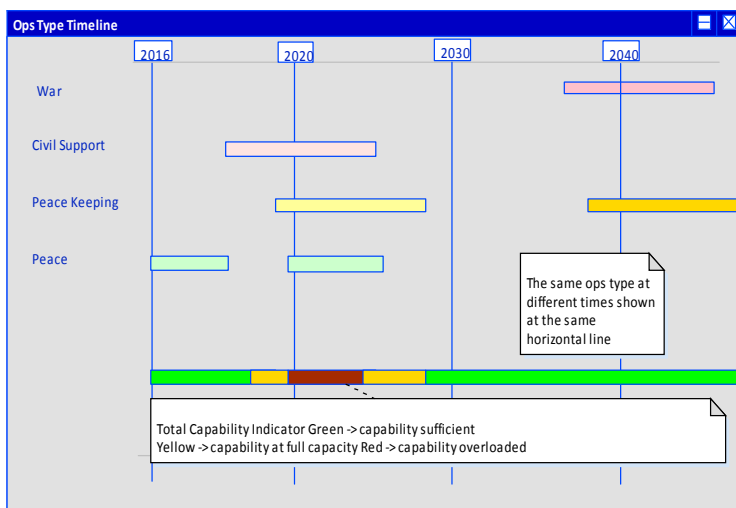 Ops Type Timeline
2016
2020
2030
2040
War
Civil Support
Peace Keeping
Peace
The same ops type at
different times shown
at the same
horizontal line
Total Capability Indicator Green -> capability sufficient
Yellow -> capability at full capacity Red -> capability overloaded